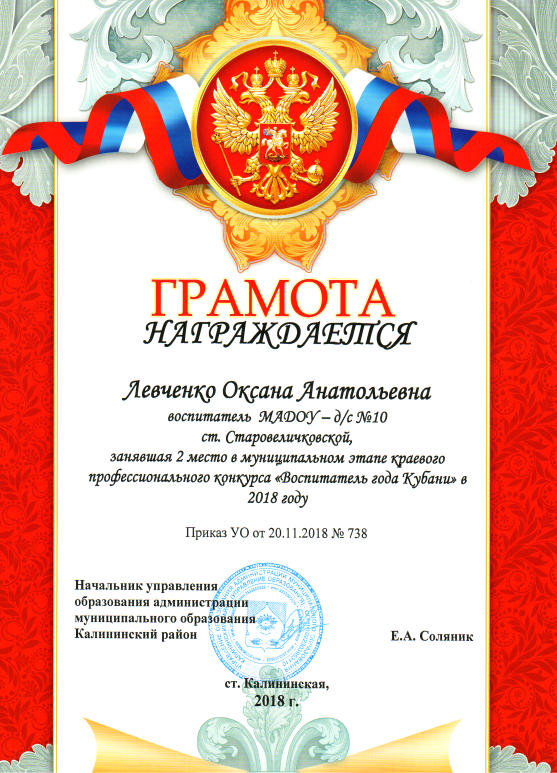 ГРАМОТА
НАГРАЖДАЕТСЯ
Левченко Оксана Анатольевна
воспитатель МАДОУ – д/с №10
ст. Старовеличковской,
занявшая 2 место в муниципальном этапе краевого
профессионального конкурса «Воспитатель года Кубани» в
2018 году
Приказ УО от 20.11.2018 № 738
Начальник управления
образования администрации
муниципального образования
Калининский район Е.А. Соляник
ст. Калининская,
2018 г.